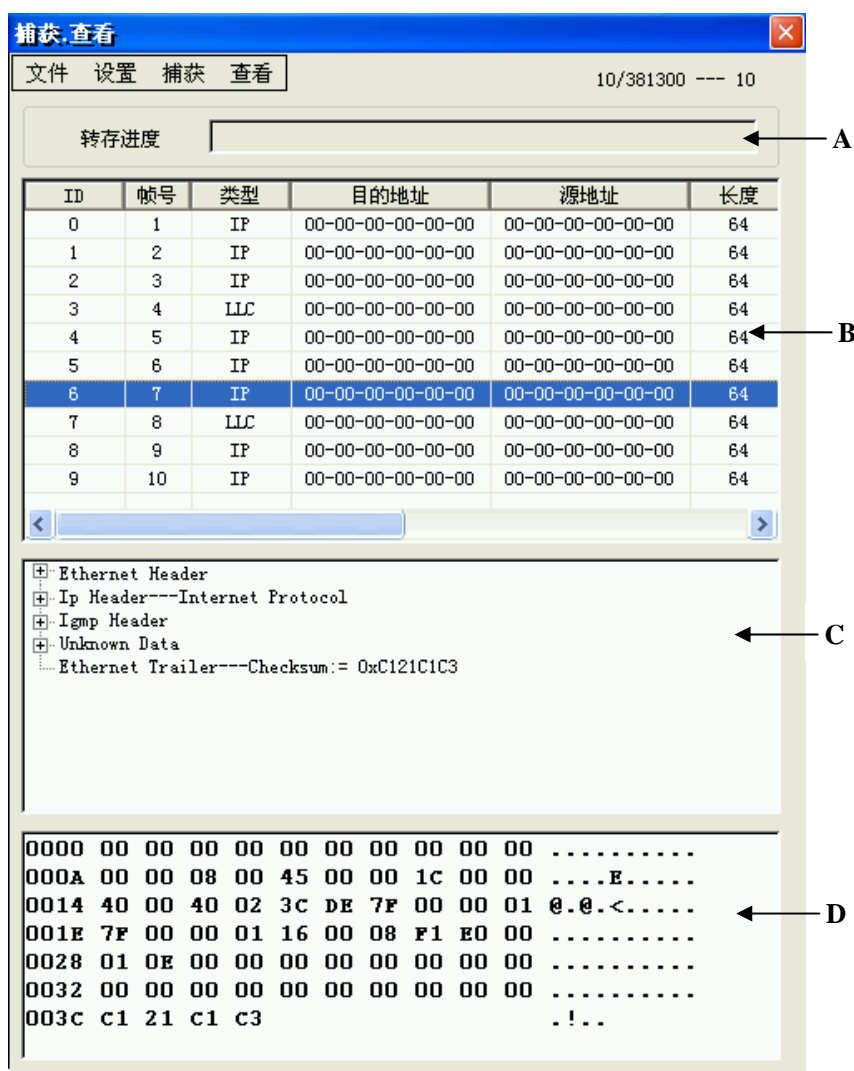 捕获.查看
文件 设置 捕获 查看
10/381300 --- 10
转存进度
A
ID 帧号 类型 目的地址 源地址 长度
0 1 IP 00-00-00-00-00-00 00-00-00-00-00-00 64
1 2 IP 00-00-00-00-00-00 00-00-00-00-00-00 64
2 3 IP 00-00-00-00-00-00 00-00-00-00-00-00 64
3 4 LLC 00-00-00-00-00-00 00-00-00-00-00-00 64
4 5 IP 00-00-00-00-00-00 00-00-00-00-00-00 64
B
5 6 IP 00-00-00-00-00-00 00-00-00-00-00-00 64
6 7 IP 00-00-00-00-00-00 00-00-00-00-00-00 64
7 8 LLC 00-00-00-00-00-00 00-00-00-00-00-00 64
8 9 IP 00-00-00-00-00-00 00-00-00-00-00-00 64
9 10 IP 00-00-00-00-00-00 00-00-00-00-00-00 64
Ethernet Header
Ip Header---Internet Protocol
Igmp Header
Unknown Data
Ethernet Trailer---Checksum:= 0xC121C1C3
C
0000 00 00 00 00 00 00 00 00 00 00 ..........
000A 00 00 08 00 45 00 00 1C 00 00 ....E.....
0014 40 00 40 02 3C DE 7F 00 00 01 @.@.<.....
001E 7F 00 00 01 16 00 08 F1 E0 00 ..........
0028 01 0E 00 00 00 00 00 00 00 00 ..........
0032 00 00 00 00 00 00 00 00 00 00 ..........
003C C1 21 C1 C3 .!..
D